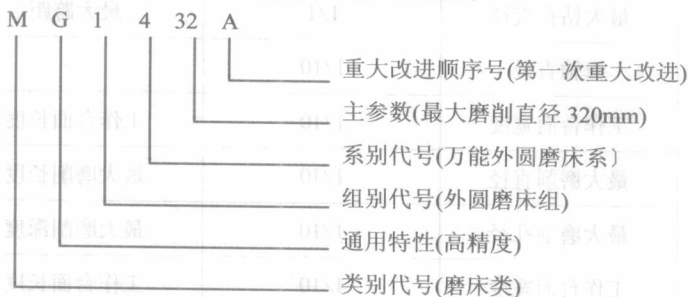 M G 1 4 32 A
重大改进顺序号(第一次重大改进)
主参数(最大磨削直径 320mm)
系别代号(万能外圆磨床系)
组别代号(外圆磨床组)
通用特性(高精度)
类别代号(磨床类)